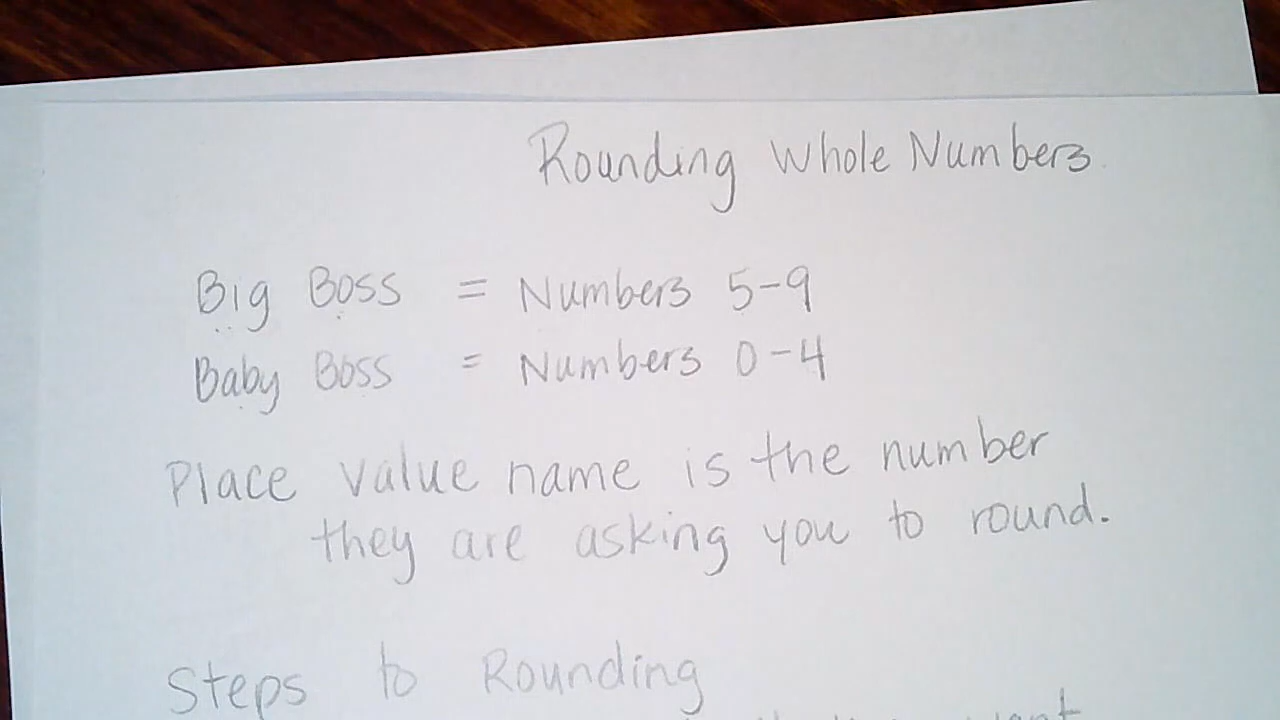 Rounding Whole Numbers
Big Boss = Numbers 5-9
Baby Boss = Numbers 0-4
Place value name is the number
they are asking you to round.
Steps to Rounding